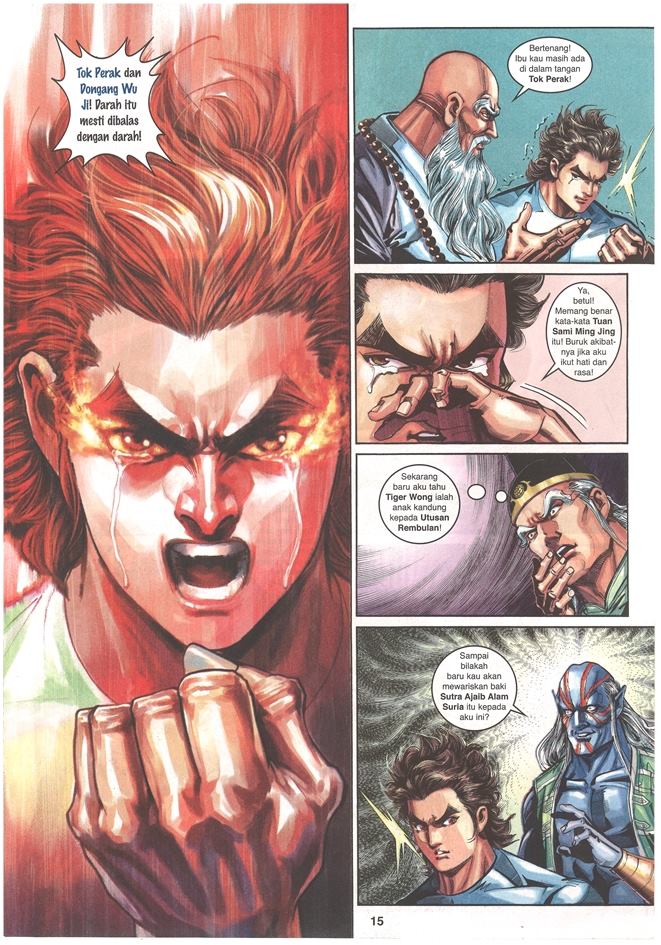 Tok Perak dan
Dongang Wu
Ji! Darah itu
mesti dibalas
dengan darah!
Bertenang!
Ibu kau masih ada
di dalam tangan
Tok Perak!
Ya,
betul!
Memang benar
kata-kata Tuan
Sami Ming Jing
itu! Buruk akibat-
nya jika aku
ikut hati dan
rasa!
Sekarang
baru aku tahu
Tiger Wong ialah
anak kandung
kepada Utusan
Rembulan!
Sampai
bilakah
baru kau akan
mewariskan baki
Sutra Ajaib Alam
Suria itu kepada
aku ini?
15